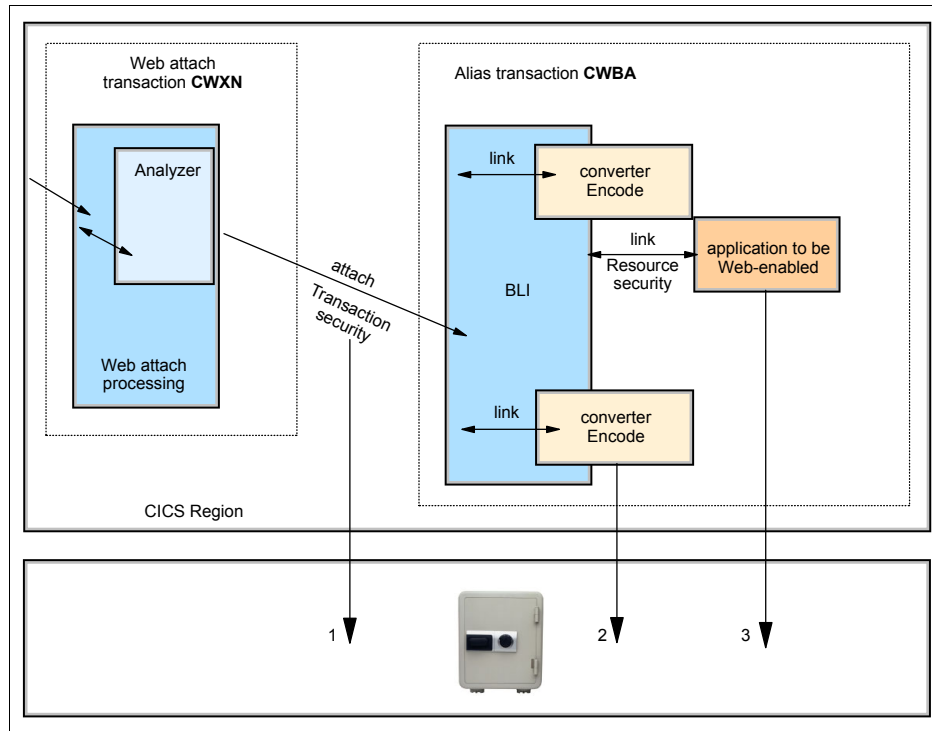 Web attach
transaction CWXN
Alias transaction CWBA
Analyzer
link
converter
Encode
link
Resource
security
application to be
Web-enabled
attach
Transaction
security
BLI
Web attach
processing
link
converter
Encode
CICS Region
1
2
3